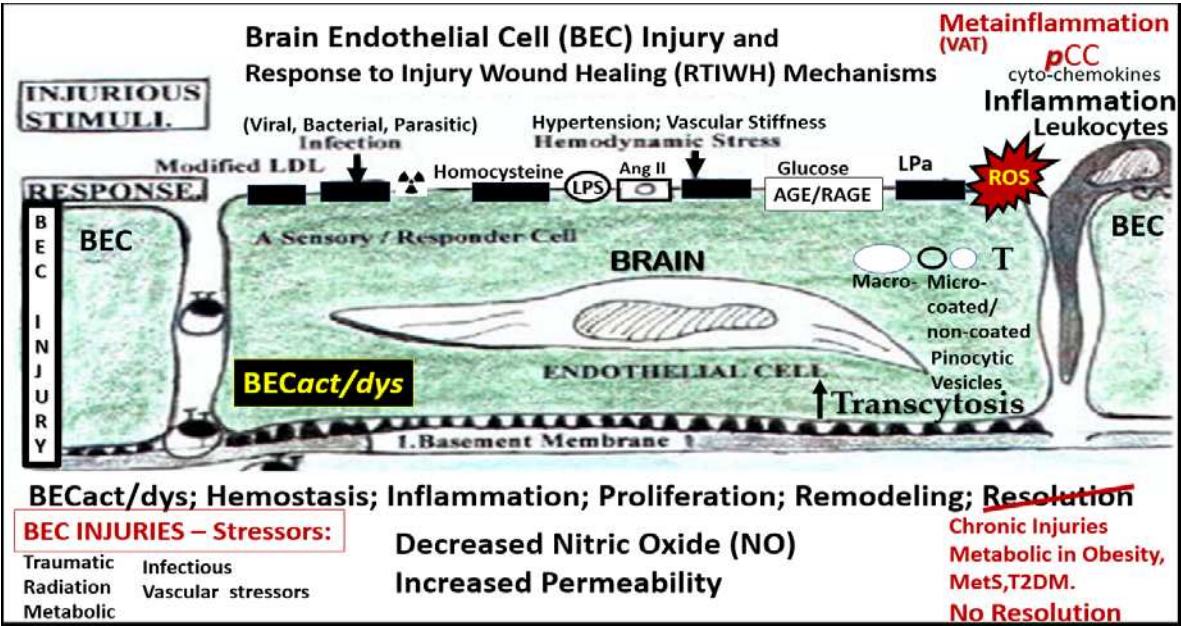 Brain Endothelial Cell (BEC) Injury and
Response to Injury Wound Healing (RTIWH) Mechanisms
Metainflammation
(VAT)
pCC
cyto-chemokines
Inflammation
Leukocytes
INJURIOUS
STIMULI.
(Viral, Bacterial, Parasitic)
Infection
Hypertension; Vascular Stiffness
Hemodynamic Stress
Modified LDL
Homocysteine
LPS
Ang II
Glucose
AGE/RAGE
LPa
ROS
RESPONSE.
BEC INJURY
BEC
A Sensory / Responder Cell
BRAIN
BEC
T
Macro-
Micro-
coated/
non-coated
Pinocytic
Vesicles
ENDOTHELIAL CELL
BECact/dys
Transcytosis
1.Basement Membrane
BECact/dys; Hemostasis; Inflammation; Proliferation; Remodeling; Resolution
BEC INJURIES – Stressors:
Traumatic
Radiation
Metabolic
Infectious
Vascular stressors
Decreased Nitric Oxide (NO)
Increased Permeability
Chronic Injuries
Metabolic in Obesity,
MetS,T2DM.
No Resolution